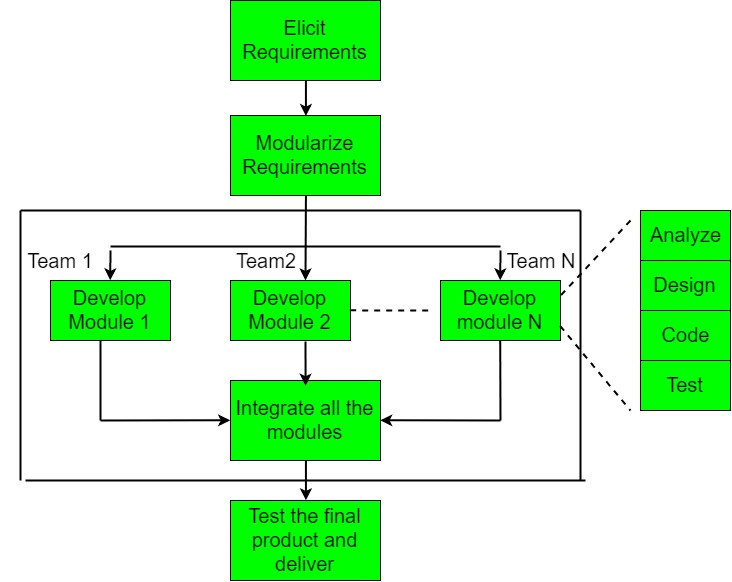 Elicit
Requirements
Modularize
Requirements
Team 1
Team2
Team N
Develop
Module 1
Develop
Module 2
Develop
module N
Analyze
Design
Code
Test
Integrate all the
modules
Test the final
product and
deliver